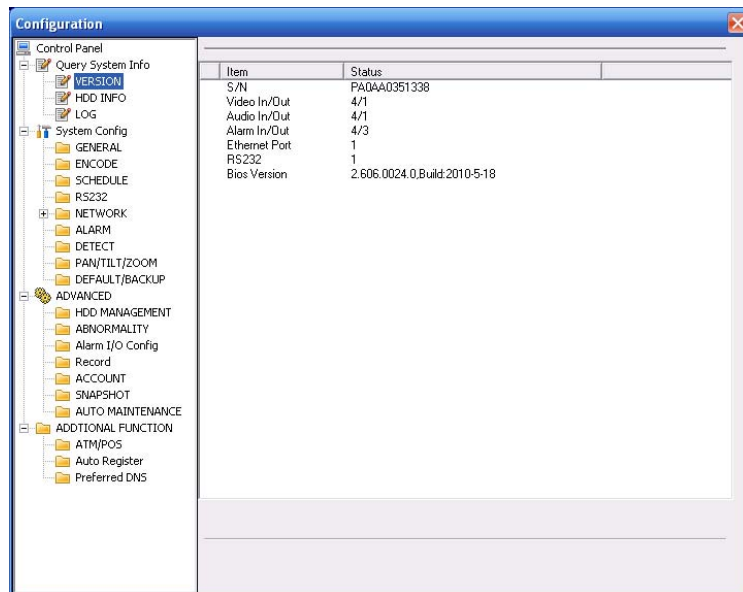 Configuration
Control Panel
Query System Info
VERSION
HDD INFO
LOG
System Config
GENERAL
ENCODE
SCHEDULE
RS232
NETWORK
ALARM
DETECT
PAN/TILT/ZOOM
DEFAULT/BACKUP
ADVANCED
HDD MANAGEMENT
ABNORMALITY
Alarm I/O Config
Record
ACCOUNT
SNAPSHOT
AUTO MAINTENANCE
ADDTIONAL FUNCTION
ATM/POS
Auto Register
Preferred DNS
Item Status
S/N PA0AA0351338
Video In/Out 4/1
Audio In/Out 4/1
Alarm In/Out 4/3
Ethernet Port 1
RS232 1
Bios Version 2.606.0024.0,Build:2010-5-18